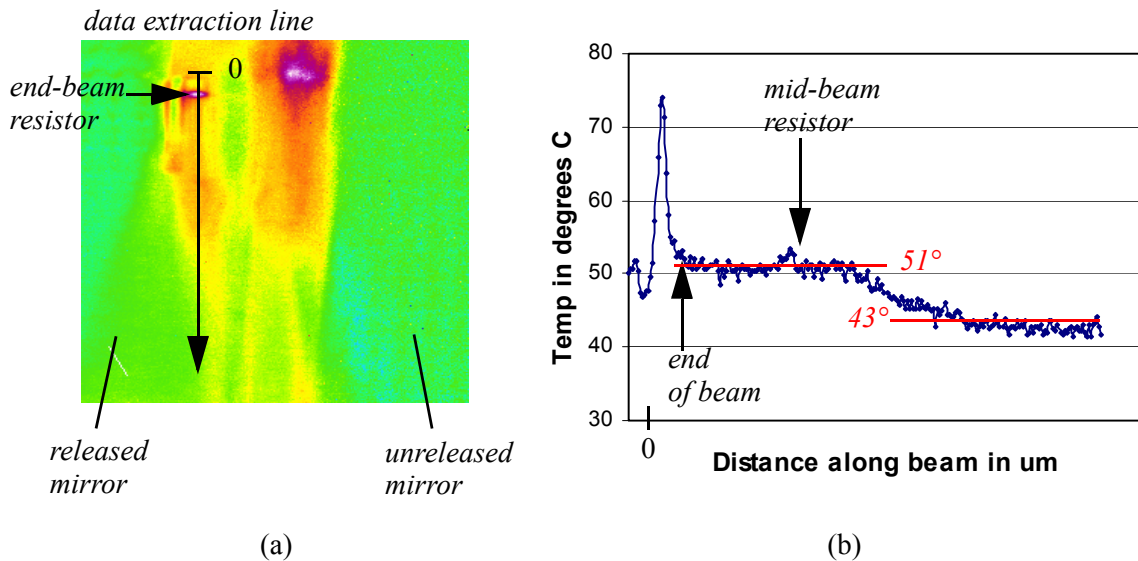 data extraction line
0
end-beam
resistor
released
mirror
unreleased
mirror
(a)
80
70
60
50
40
30
Temp in degrees C
mid-beam
resistor
51°
43°
end
of beam
0
Distance along beam in um
(b)